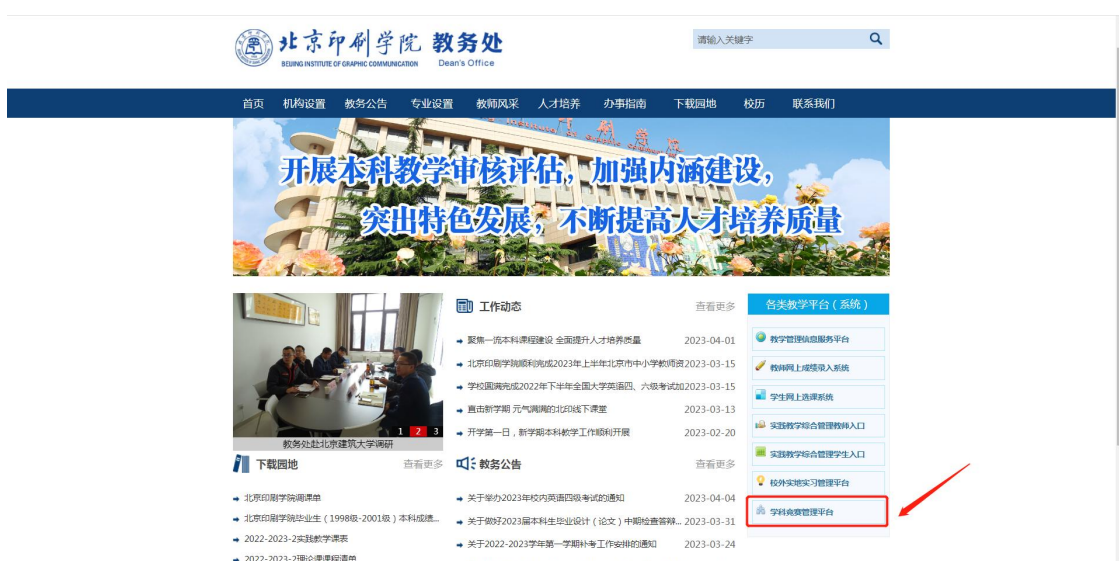 北京印刷学院 教务处
BEIJING INSTITUTE OF GRAPHIC COMMUNICATION Dean's Office
请输入关键字
首页 机构设置 教务公告 专业设置 教师风采 人才培养 办事指南 下载园地 校历 联系我们
开展本科教学审核评估，加强内涵建设，
突出特色发展，不断提高人才培养质量
1 2 3
教务处赴北京建筑大学调研
工作动态 查看更多
聚焦一流本科课程建设 全面提升人才培养质量 2023-04-01
北京印刷学院顺利完成2023年上半年北京市中小学教师资 2023-03-15
学校圆满完成2022年下半年全国大学英语四、六级考试加 2023-03-15
直击新学期 元气满满的北印线下课堂 2023-03-13
开学第一日，新学期本科教学工作顺利开展 2023-02-20
各类教学平台（系统）
教学管理信息服务平台
教师网上成绩录入系统
学生网上选课系统
实践教学综合管理教师入口
实践教学综合管理学生入口
校外实地实习管理平台
学科竞赛管理平台
下载园地 查看更多
北京印刷学院调课单
北京印刷学院毕业生（1998级-2001级）本科成绩...
2022-2023-2实践教学课表
2022-2023-2理论课课程清单
教务公告 查看更多
关于举办2023年校内英语四级考试的通知 2023-04-04
关于做好2023届本科生毕业设计（论文）中期检查答辩... 2023-03-31
关于2022-2023学年第一学期补考工作安排的通知 2023-03-24